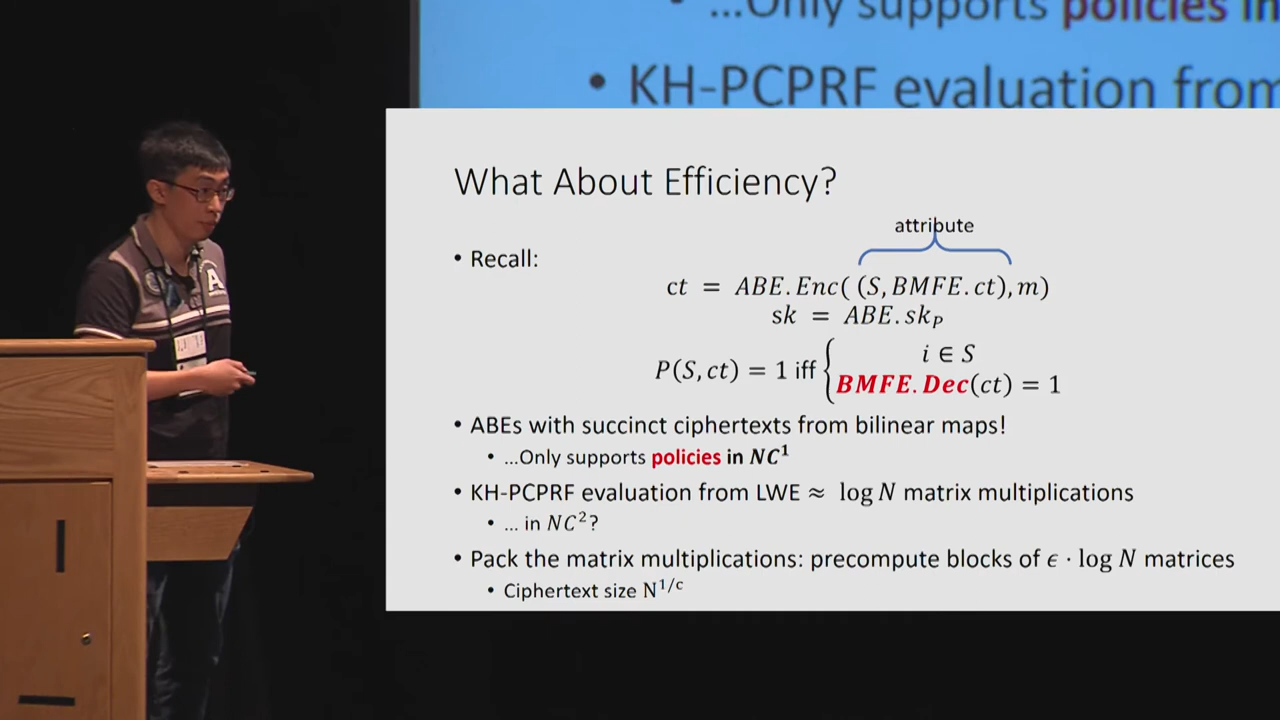 ...Only supports policies in
• KH-PCPRF evaluation from
What About Efficiency?
attribute
• Recall:
ct = ABE.Enc( (S, BMFE.ct), m)
sk = ABE.sk_P
P(S, ct) = 1 iff { i ∈ S
BMFE.Dec(ct) = 1
• ABEs with succinct ciphertexts from bilinear maps!
• ...Only supports policies in NC¹
• KH-PCPRF evaluation from LWE ≈ log N matrix multiplications
• ... in NC²?
• Pack the matrix multiplications: precompute blocks of ϵ · log N matrices
• Ciphertext size N^{1/c}
A